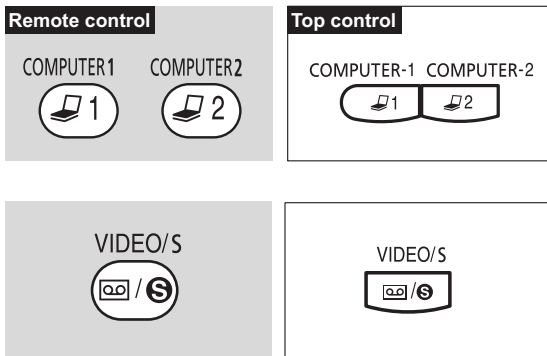 Remote control
COMPUTER1 COMPUTER2
1 2
Top control
COMPUTER-1 COMPUTER-2
1 2
VIDEO/S
/S
VIDEO/S
/S